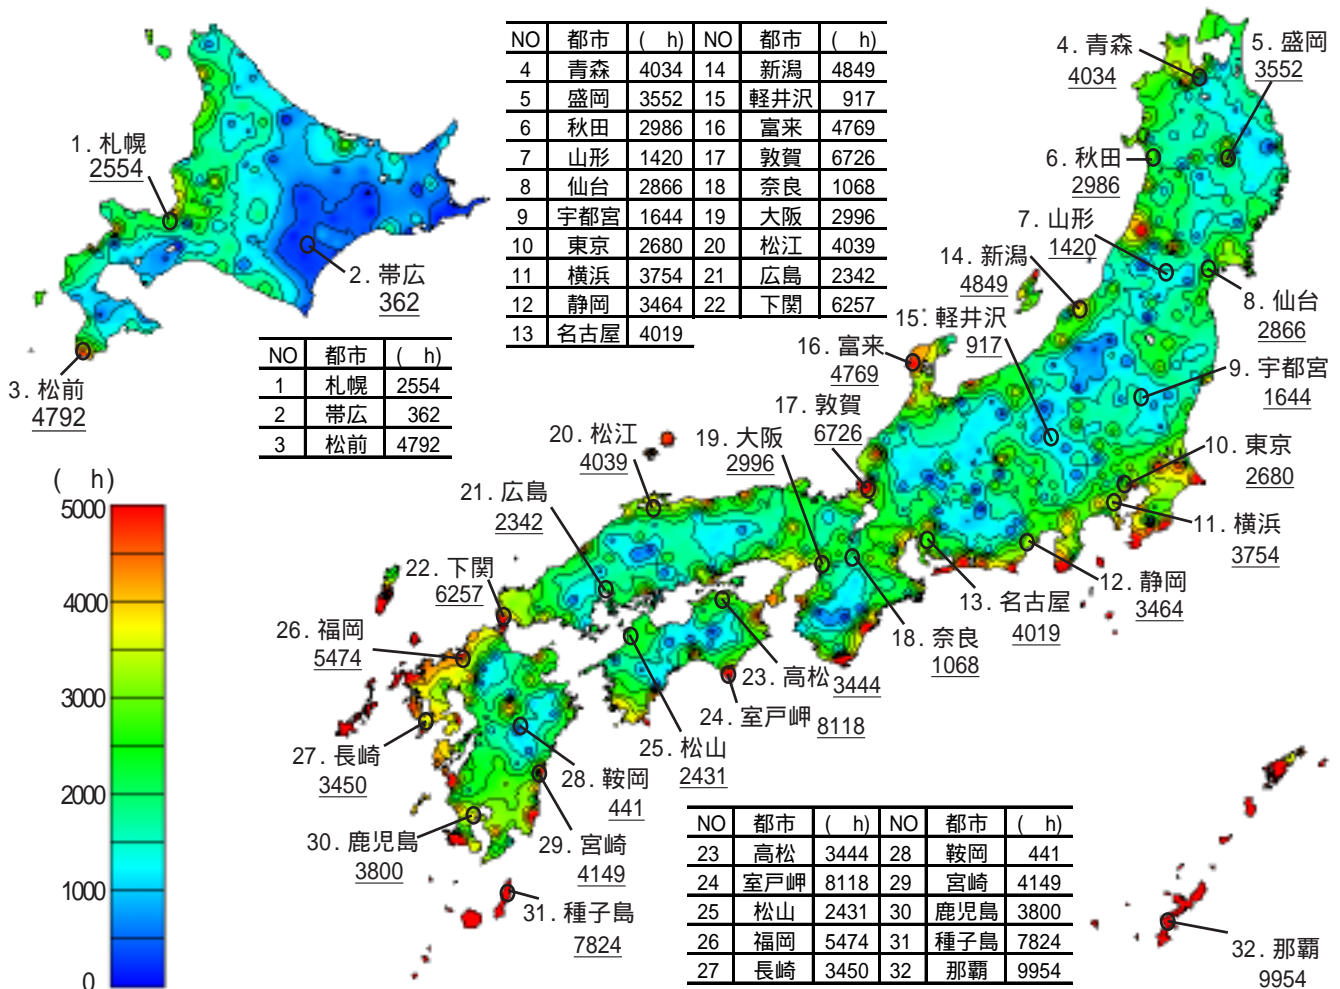 NO 都市 ( h) NO 都市 ( h)
4 青森 4034 14 新潟 4849
5 盛岡 3552 15 軽井沢 917
6 秋田 2986 16 富来 4769
7 山形 1420 17 敦賀 6726
8 仙台 2866 18 奈良 1068
9 宇都宮 1644 19 大阪 2996
10 東京 2680 20 松江 4039
11 横浜 3754 21 広島 2342
12 静岡 3464 22 下関 6257
13 名古屋 4019
4. 青森
4034
5. 盛岡
3552
1. 札幌
2554
6. 秋田
2986
7. 山形
1420
14. 新潟
4849
2. 帯広
362
8. 仙台
2866
15. 軽井沢
917
16. 富来
4769
3. 松前
4792
9. 宇都宮
1644
NO 都市 ( h)
1 札幌 2554
2 帯広 362
3 松前 4792
17. 敦賀
6726
20. 松江
4039
19. 大阪
2996
10. 東京
2680
( h)
5000
4000
3000
2000
1000
0
21. 広島
2342
11. 横浜
3754
22. 下関
6257
12. 静岡
3464
13. 名古屋
4019
26. 福岡
5474
18. 奈良
1068
23. 高松 3444
24. 室戸岬 8118
27. 長崎
3450
25. 松山
2431
28. 鞍岡
441
30. 鹿児島
3800
29. 宮崎
4149
31. 種子島
7824
NO 都市 ( h) NO 都市 ( h)
23 高松 3444 28 鞍岡 441
24 室戸岬 8118 29 宮崎 4149
25 松山 2431 30 鹿児島 3800
26 福岡 5474 31 種子島 7824
27 長崎 3450 32 那覇 9954
32. 那覇
9954